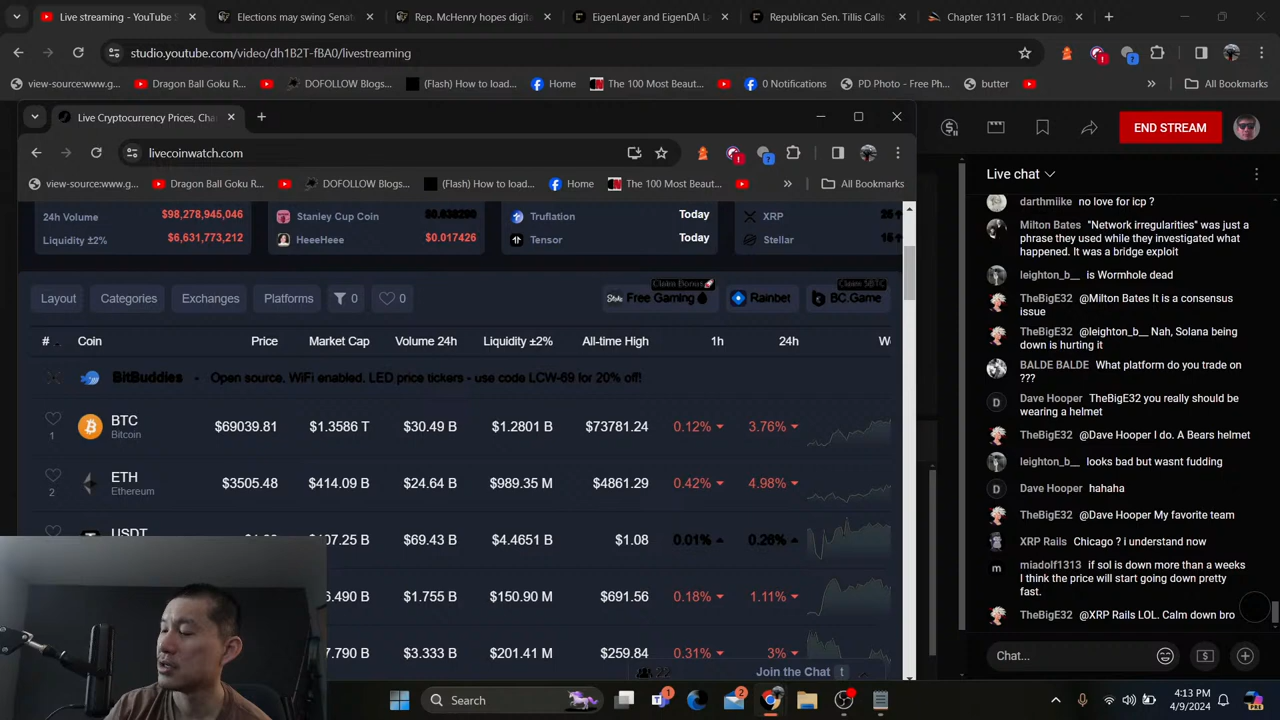 Live streaming - YouTube S
Elections may swing Senat
Rep. McHenry hopes digita
EigenLayer and EigenDA La
Republican Sen. Tillis Calls
Chapter 1311 - Black Drag
studio.youtube.com/video/dh1B2T-fBA0/livestreaming
view-source:www.g...
Dragon Ball Goku R...
DOFOLLOW Blogs...
(Flash) How to load...
Home
The 100 Most Beaut...
0 Notifications
PD Photo - Free Ph...
butter
All Bookmarks
Live Cryptocurrency Prices, Cha
livecoinwatch.com
view-source:www.g...
Dragon Ball Goku R...
DOFOLLOW Blogs...
(Flash) How to load...
Home
The 100 Most Beaut...
All Bookmarks
24h Volume $98,278,945,046
Liquidity ±2% $6,631,773,212
Stanley Cup Coin
HeeeHeee $0.017426
Truflation Today
Tensor Today
XRP
Stellar
Layout Categories Exchanges Platforms 0 0
Claim Bonus
Free Gaming
Rainbet
BC.Game
# Coin Price Market Cap Volume 24h Liquidity ±2% All-time High 1h 24h We
BitBuddies - Open source, WiFi enabled, LED price tickers - use code LCW-69 for 20% off!
1 BTC Bitcoin $69039.81 $1.3586 T $30.49 B $1.2801 B $73781.24 0.12% 3.76%
2 ETH Ethereum $3505.48 $414.09 B $24.64 B $989.35 M $4861.29 0.42% 4.98%
USDT 07.25 B $69.43 B $4.4651 B $1.08 0.01% 0.26%
6.490 B $1.755 B $150.90 M $691.56 0.18% 1.11%
7.790 B $3.333 B $201.41 M $259.84 0.31% 3%
Join the Chat
END STREAM
Live chat
darthmiike no love for icp ?
Milton Bates "Network irregularities" was just a
phrase they used while they investigated what
happened. It was a bridge exploit
leighton_b__ is Wormhole dead
TheBigE32 @Milton Bates It is a consensus
issue
TheBigE32 @leighton_b__ Nah, Solana being
down is hurting it
BALDE BALDE What platform do you trade on
???
Dave Hooper TheBigE32 you really should be
wearing a helmet
TheBigE32 @Dave Hooper I do. A Bears helmet
leighton_b__ looks bad but wasnt fudding
Dave Hooper hahaha
TheBigE32 @Dave Hooper My favorite team
XRP Rails Chicago ? i understand now
miadolf1313 if sol is down more than a weeks
I think the price will start going down pretty
fast.
TheBigE32 @XRP Rails LOL. Calm down bro
Chat...
Search
4:13 PM
4/9/2024